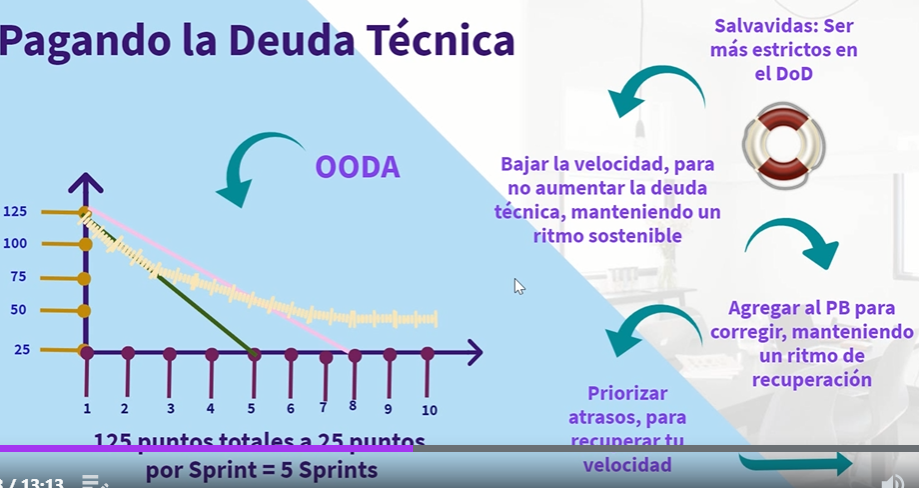 Pagando la Deuda Técnica
Salvavidas: Ser
más estrictos en
el DoD
OODA
Bajar la velocidad, para
no aumentar la deuda
técnica, manteniendo un
ritmo sostenible
Agregar al PB para
corregir, manteniendo
un ritmo de
recuperación
Priorizar
atrasos, para
recuperar tu
velocidad
125
100
75
50
25
1 2 3 4 5 6 7 8 9 10
125 puntos totales a 25 puntos
por Sprint = 5 Sprints
/ 13:13